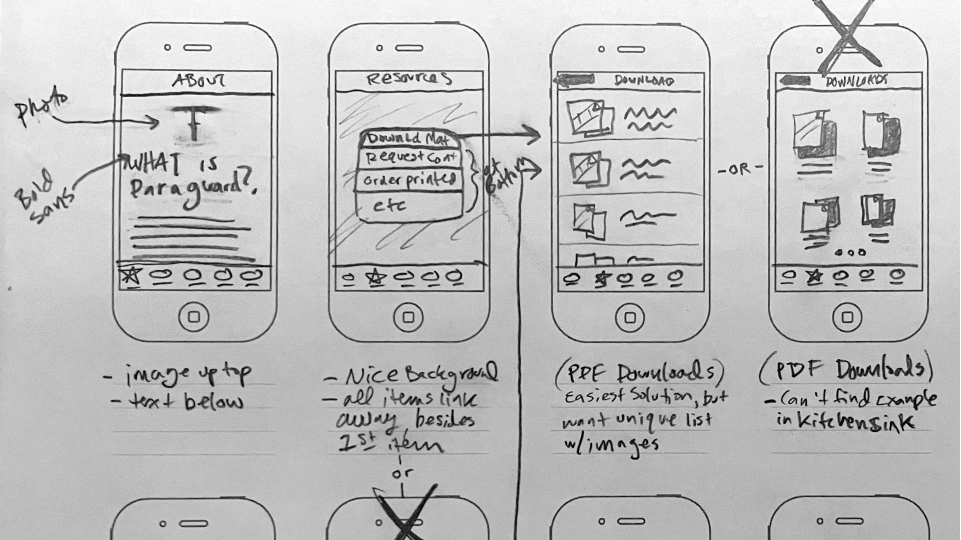 Photo
Bold
sans
ABOUT
WHAT is
Paraguard?.
- image up top
- text below
Resources
Downld Mat
Request Cont
order printed
etc
at
Bottom
- Nice Background
- all items link
away besides
1st item
or
DOWNLOAD
(PDF Downloads)
Easiest Solution, but
want unique list
w/images
-OR-
DOWNLOADS
(PDF Downloads)
- Can't find Example
in kitchensink